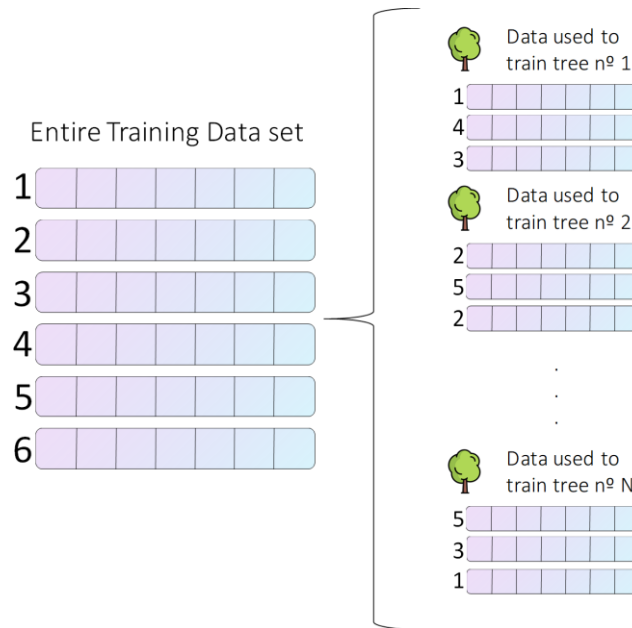 Entire Training Data set
1
2
3
4
5
6
Data used to
train tree nº 1
1
4
3
Data used to
train tree nº 2
2
5
2
.
.
.
Data used to
train tree nº N
5
3
1